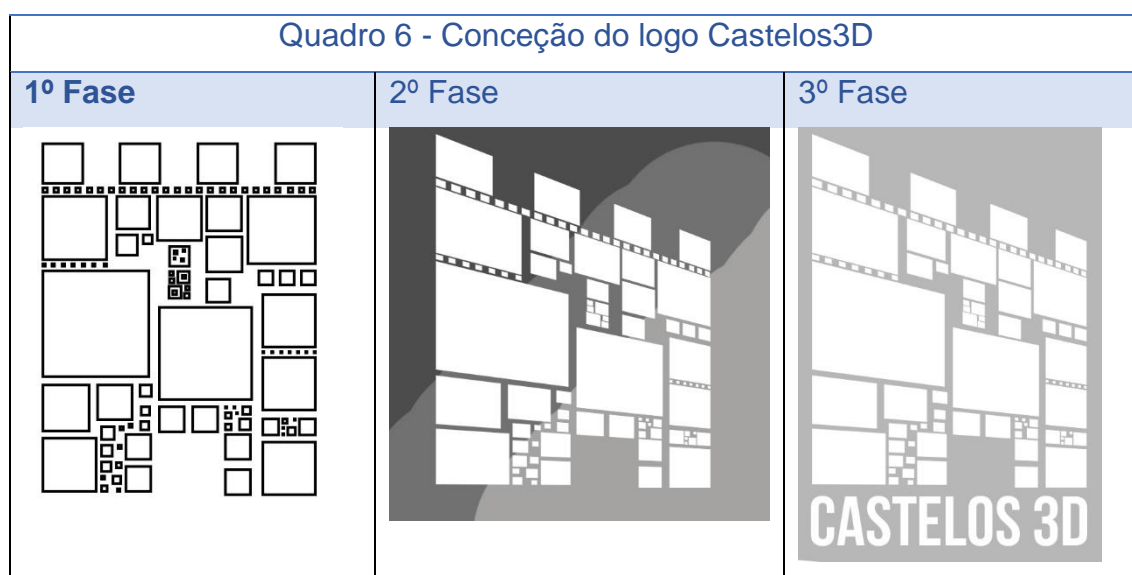 Quadro 6 - Conceção do logo Castelos3D
1º Fase
2º Fase
3º Fase
CASTELOS 3D